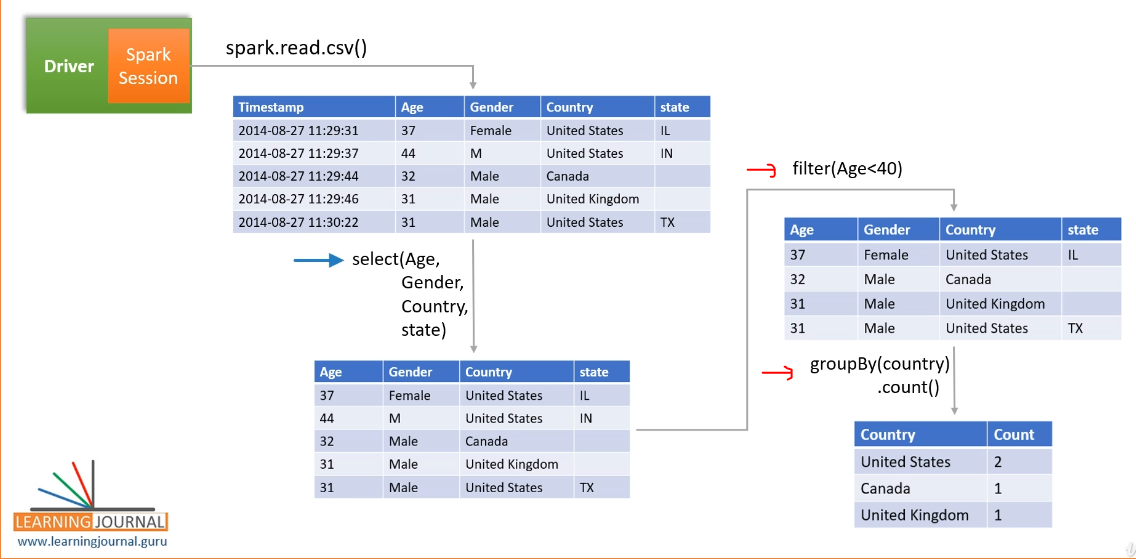 Driver
Spark
Session
spark.read.csv()
Timestamp Age Gender Country state
2014-08-27 11:29:31 37 Female United States IL
2014-08-27 11:29:37 44 M United States IN
2014-08-27 11:29:44 32 Male Canada
2014-08-27 11:29:46 31 Male United Kingdom
2014-08-27 11:30:22 31 Male United States TX
select(Age,
Gender,
Country,
state)
Age Gender Country state
37 Female United States IL
44 M United States IN
32 Male Canada
31 Male United Kingdom
31 Male United States TX
filter(Age<40)
Age Gender Country state
37 Female United States IL
32 Male Canada
31 Male United Kingdom
31 Male United States TX
groupBy(country)
.count()
Country Count
United States 2
Canada 1
United Kingdom 1
LEARNING JOURNAL
www.learningjournal.guru